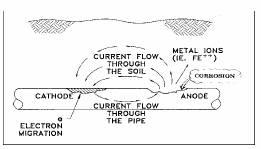 CURRENT FLOW
THROUGH
THE SOIL
METAL IONS
(IE. FE⁺⁺)
CORROSION
CATHODE
ANODE
CURRENT FLOW
THROUGH
THE PIPE
ELECTRON
MIGRATION